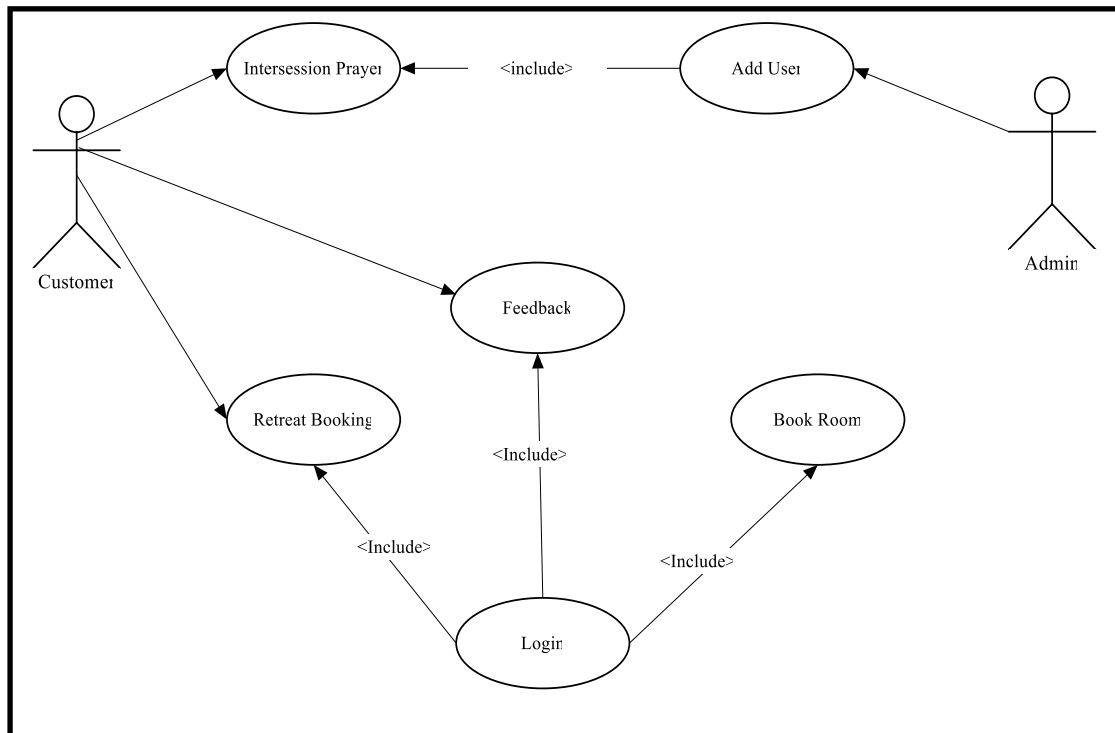 Intersession Prayer
<include>
Add User
Customer
Admin
Feedback
Retreat Booking
Book Room
<Include>
<Include>
<Include>
Login